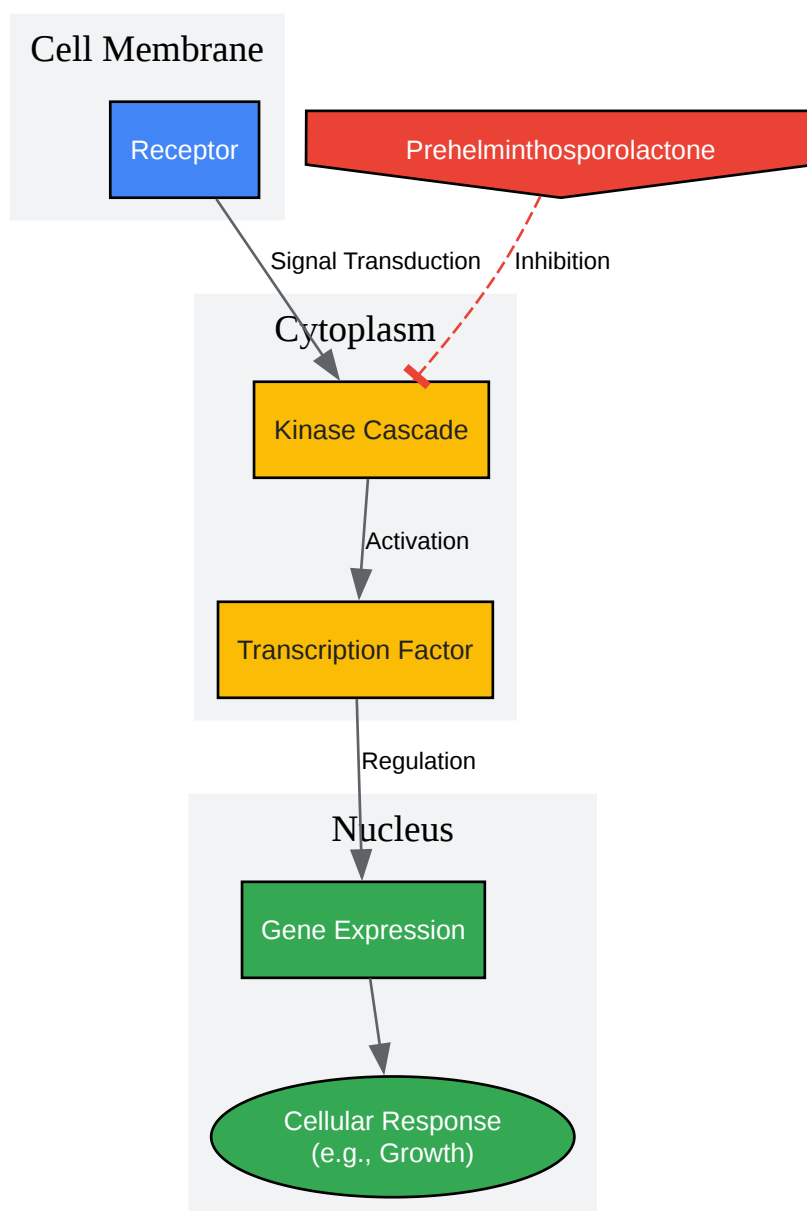 Cell Membrane
Receptor
Prehelminthosporolactone
Signal Transduction
Inhibition
Cytoplasm
Kinase Cascade
Activation
Transcription Factor
Regulation
Nucleus
Gene Expression
Cellular Response
(e.g., Growth)